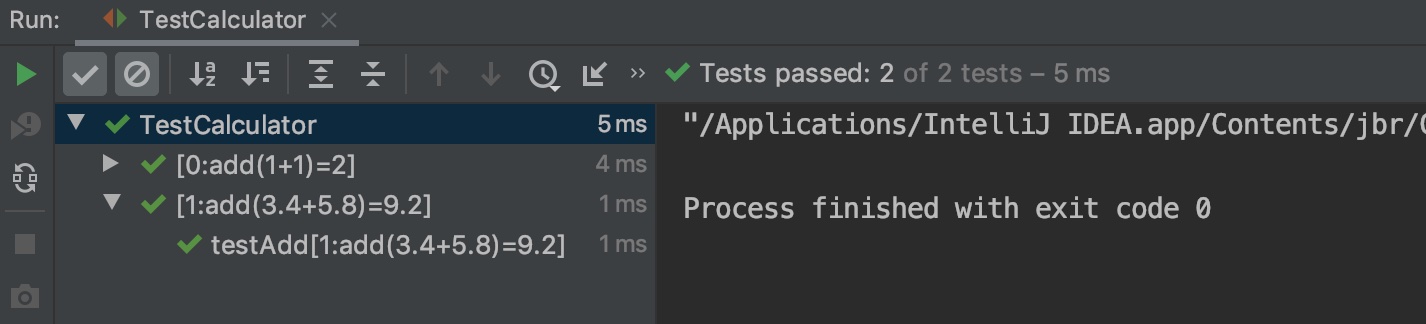 Run: TestCalculator
Tests passed: 2 of 2 tests – 5 ms
TestCalculator 5 ms
[0:add(1+1)=2] 4 ms
[1:add(3.4+5.8)=9.2] 1 ms
testAdd[1:add(3.4+5.8)=9.2] 1 ms
"/Applications/IntelliJ IDEA.app/Contents/jbr/
Process finished with exit code 0